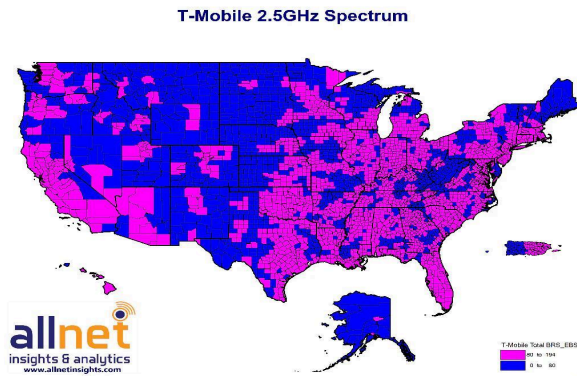 T-Mobile 2.5GHz Spectrum
allnet
insights & analytics
www.allnetinsights.com
T-Mobile Total BRS_EBS
80 to 194
0 to 80